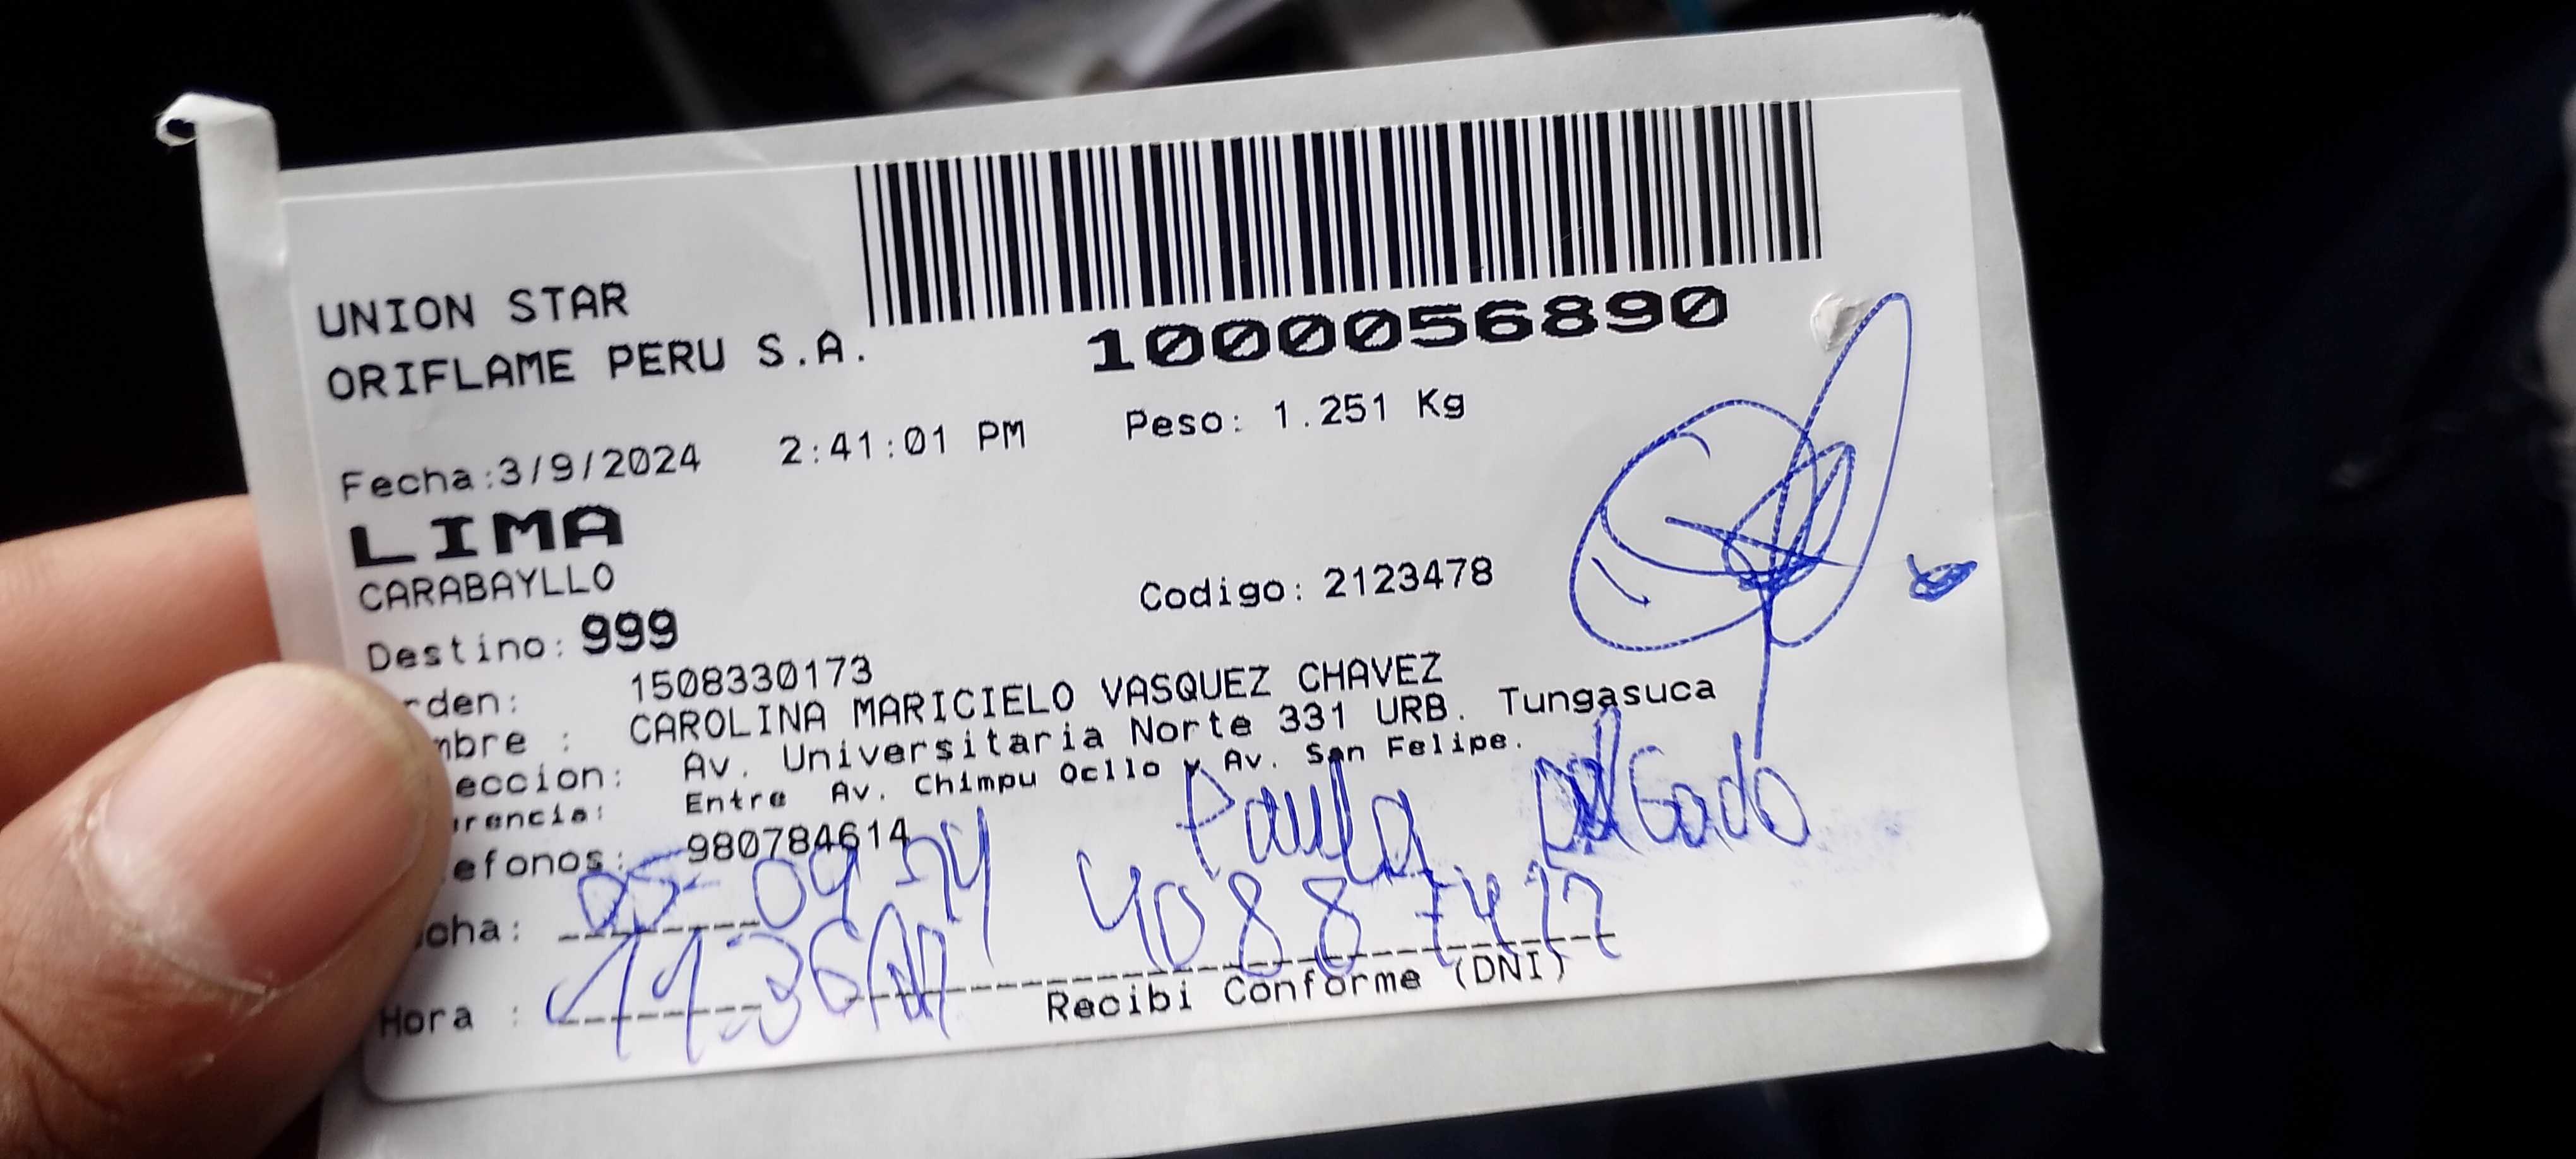 UNION STAR
ORIFLAME PERU S.A.
1000056890
Fecha:3/9/2024 2:41:01 PM Peso: 1.251 Kg
LIMA
CARABAYLLO
Codigo: 2123478
Destino: 999
rden: 1508330173
mbre : CAROLINA MARICIELO VASQUEZ CHAVEZ
eccion: Av. Universitaria Norte 331 URB. Tungasuca
rencia: Entre Av. Chimpu Ocllo y Av. San Felipe.
efonos: 980784614
Paula Delgado
cha: 05-09-24
Hora : 11:36AM
Recibi Conforme (DNI)